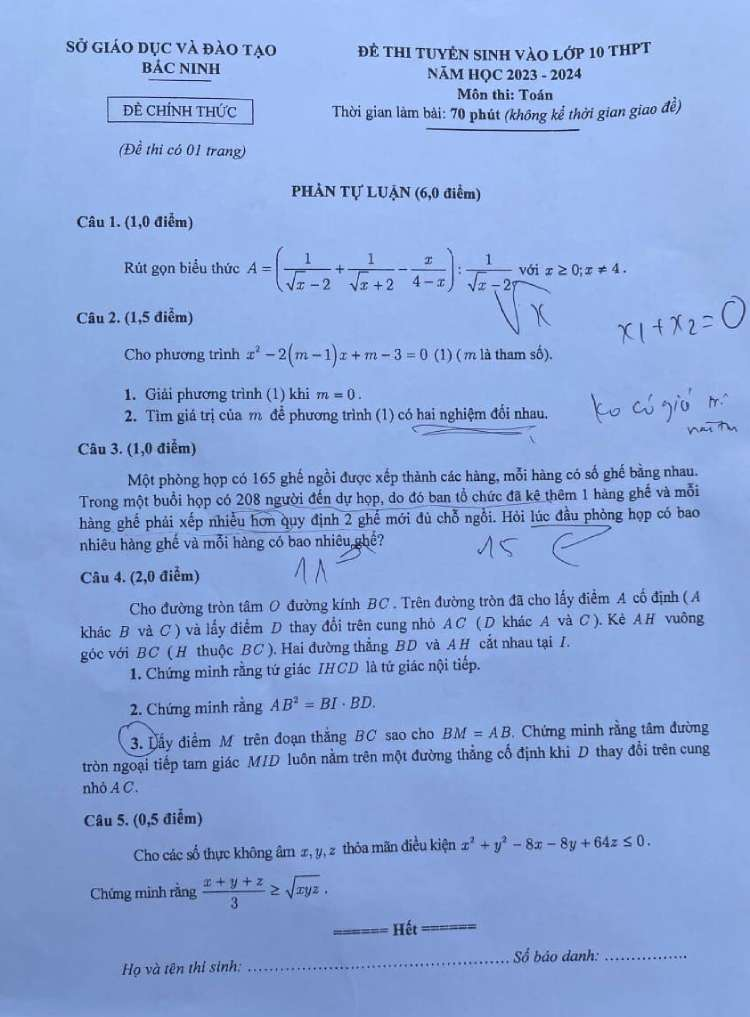 SỞ GIÁO DỤC VÀ ĐÀO TẠO
BẮC NINH
ĐỀ CHÍNH THỨC
(Đề thi có 01 trang)
ĐỀ THI TUYỂN SINH VÀO LỚP 10 THPT
NĂM HỌC 2023 - 2024
Môn thi: Toán
Thời gian làm bài: 70 phút (không kể thời gian giao đề)
PHẦN TỰ LUẬN (6,0 điểm)
Câu 1. (1,0 điểm)
Rút gọn biểu thức A = (1/(√x − 2) + 1/(√x + 2) − x/(4 − x)) : 1/(√x − 2) với x ≥ 0; x ≠ 4.
√x
Câu 2. (1,5 điểm)
x1 + x2 = 0
Cho phương trình x² − 2(m − 1)x + m − 3 = 0 (1) (m là tham số).
1. Giải phương trình (1) khi m = 0.
2. Tìm giá trị của m để phương trình (1) có hai nghiệm đối nhau.
ko có giá
Câu 3. (1,0 điểm)
Một phòng họp có 165 ghế ngồi được xếp thành các hàng, mỗi hàng có số ghế bằng nhau.
Trong một buổi họp có 208 người đến dự họp, do đó ban tổ chức đã kê thêm 1 hàng ghế và mỗi
hàng ghế phải xếp nhiều hơn quy định 2 ghế mới đủ chỗ ngồi. Hỏi lúc đầu phòng họp có bao
nhiêu hàng ghế và mỗi hàng có bao nhiêu ghế?
11 15
Câu 4. (2,0 điểm)
Cho đường tròn tâm O đường kính BC. Trên đường tròn đã cho lấy điểm A cố định (A
khác B và C) và lấy điểm D thay đổi trên cung nhỏ AC (D khác A và C). Kẻ AH vuông
góc với BC (H thuộc BC). Hai đường thẳng BD và AH cắt nhau tại I.
1. Chứng minh rằng tứ giác IHCD là tứ giác nội tiếp.
2. Chứng minh rằng AB² = BI · BD.
3. Lấy điểm M trên đoạn thẳng BC sao cho BM = AB. Chứng minh rằng tâm đường
tròn ngoại tiếp tam giác MID luôn nằm trên một đường thẳng cố định khi D thay đổi trên cung
nhỏ AC.
Câu 5. (0,5 điểm)
Cho các số thực không âm x, y, z thỏa mãn điều kiện x² + y² − 8x − 8y + 64z ≤ 0.
Chứng minh rằng (x + y + z)/3 ≥ √xyz.
====== Hết ======
Họ và tên thí sinh: ........................................ Số báo danh: ..............